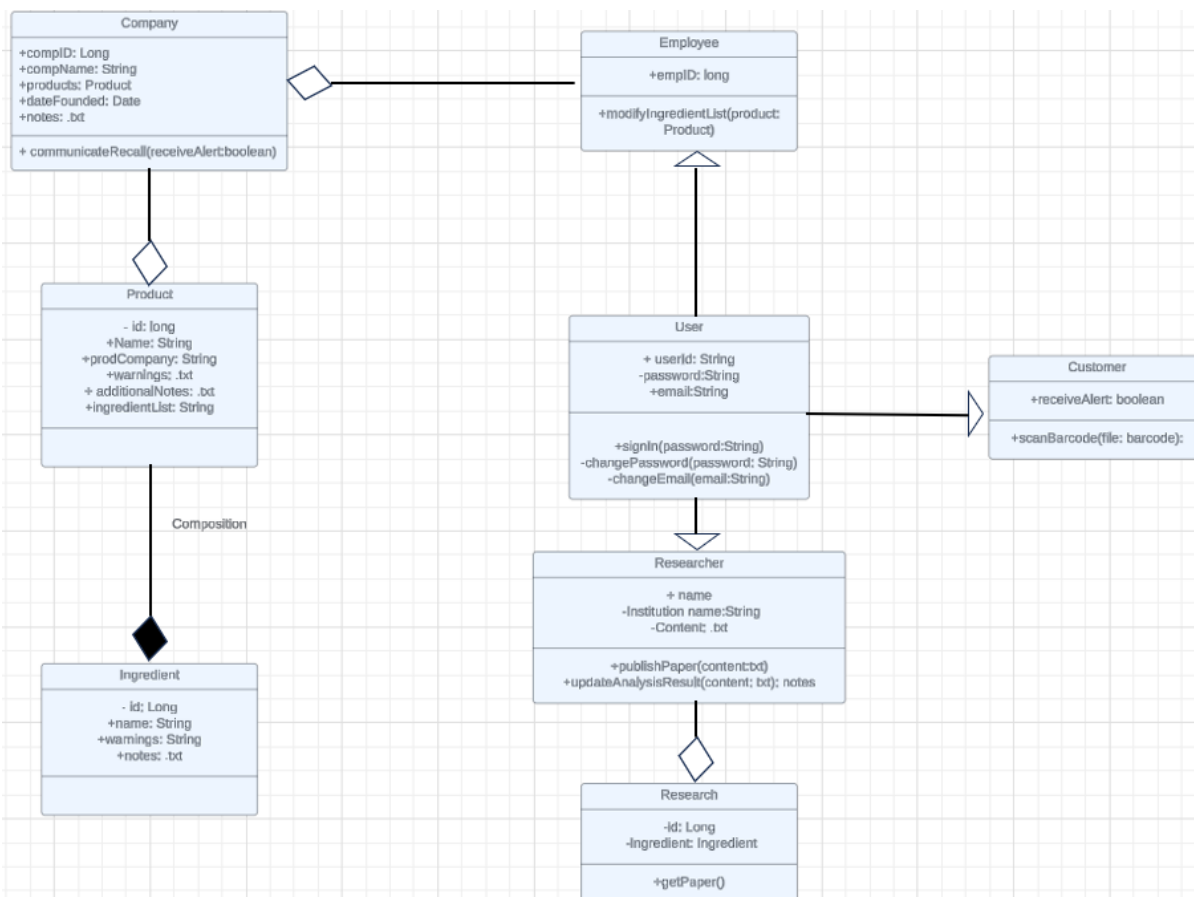 Company
+compID: Long
+compName: String
+products: Product
+dateFounded: Date
+notes: .txt
+ communicateRecall(receiveAlert:boolean)
Employee
+empID: long
+modifyIngredientList(product:
Product)
Product
- id: long
+Name: String
+prodCompany: String
+warnings: .txt
+ additionalNotes: .txt
+ingredientList: String
User
+ userId: String
-password:String
+email:String
+signIn(password:String)
-changePassword(password: String)
-changeEmail(email:String)
Customer
+receiveAlert: boolean
+scanBarcode(file: barcode):
Composition
Researcher
+ name
-Institution name:String
-Content: .txt
+publishPaper(content:txt)
+updateAnalysisResult(content: txt): notes
Ingredient
- id: Long
+name: String
+warnings: String
+notes: .txt
Research
-id: Long
-Ingredient: Ingredient
+getPaper()